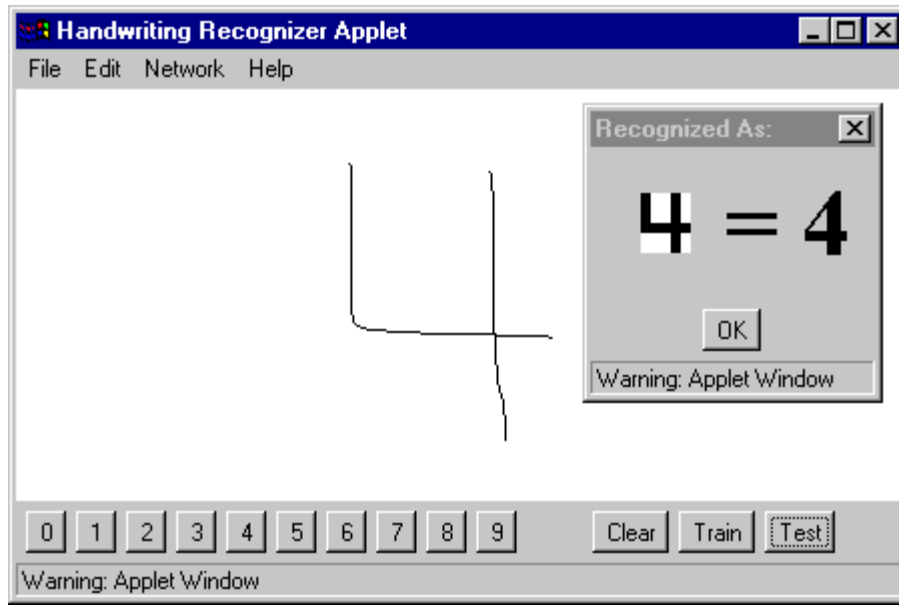 Handwriting Recognizer Applet
File Edit Network Help
Recognized As:
4 = 4
4
OK
Warning: Applet Window
0 1 2 3 4 5 6 7 8 9 Clear Train Test
Warning: Applet Window